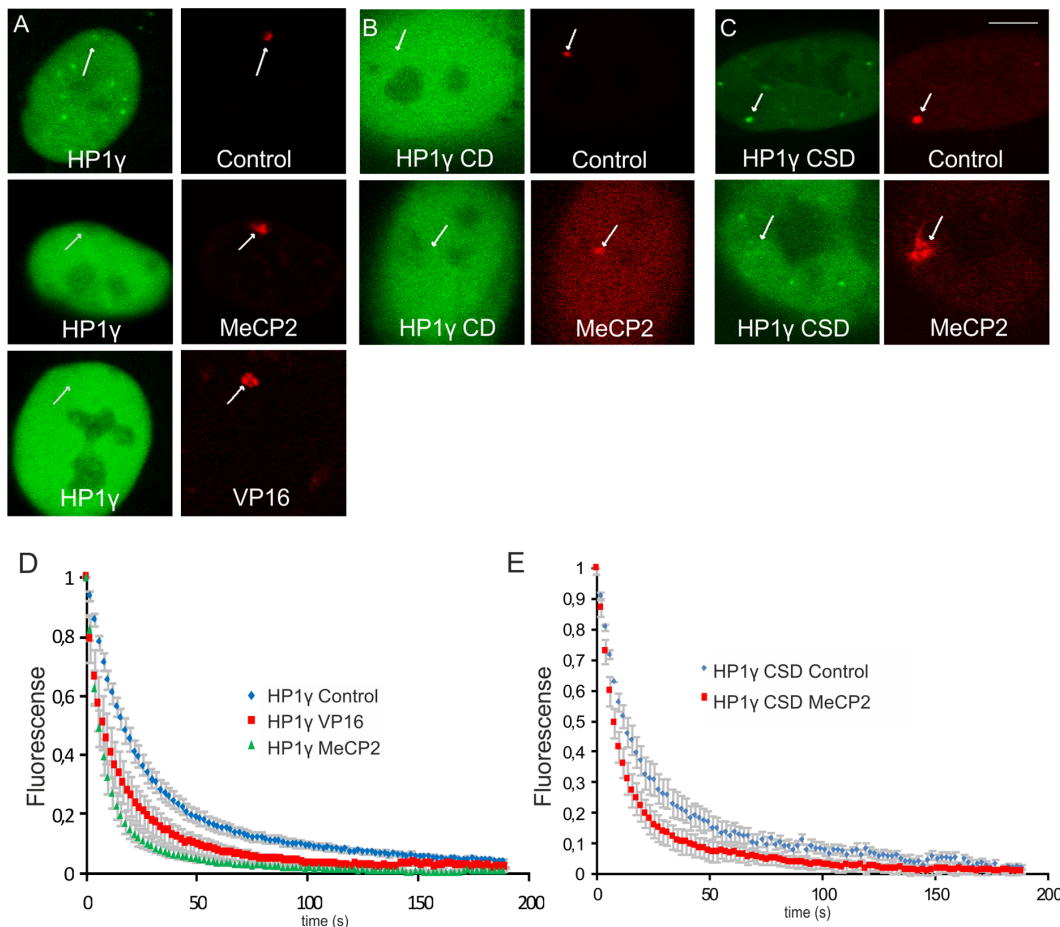 A
HP1γ
Control
HP1γ
MeCP2
HP1γ
VP16
B
HP1γ CD
Control
HP1γ CD
MeCP2
C
HP1γ CSD
Control
HP1γ CSD
MeCP2
D
Fluorescense
1
0,8
0,6
0,4
0,2
0
0
50
100
150
200
time (s)
HP1γ Control
HP1γ VP16
HP1γ MeCP2
E
Fluorescense
1
0,9
0,8
0,7
0,6
0,5
0,4
0,3
0,2
0,1
0
0
50
100
150
200
time (s)
HP1γ CSD Control
HP1γ CSD MeCP2